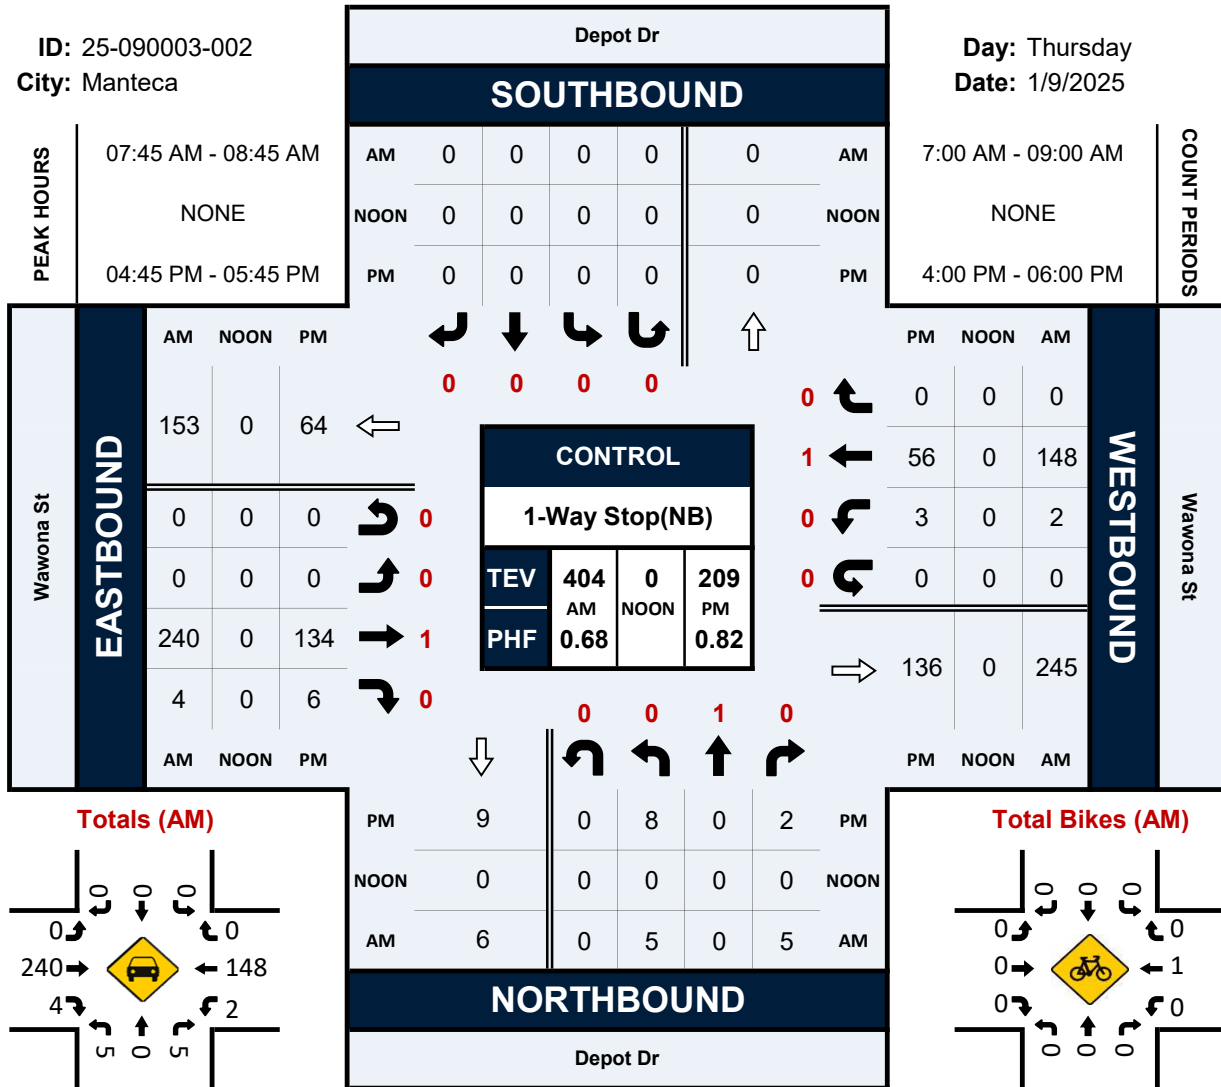 Depot Dr
ID: 25-090003-002
Day: Thursday
City: Manteca
Date: 1/9/2025
SOUTHBOUND
PEAK HOURS
07:45 AM - 08:45 AM
AM 0 0 0 0 0 AM
7:00 AM - 09:00 AM
COUNT PERIODS
NONE
NOON 0 0 0 0 0 NOON
NONE
04:45 PM - 05:45 PM
PM 0 0 0 0 0 PM
4:00 PM - 06:00 PM
0 0 0 0
Wawona St
EASTBOUND
AM NOON PM
153 0 64
0 0 0 0
0 0 0 0
240 0 134 1
4 0 6 0
AM NOON PM
CONTROL
1-Way Stop(NB)
TEV 404 0 209
AM NOON PM
PHF 0.68 0.82
PM NOON AM
0 0 0 0
1 56 0 148
0 3 0 2
0 0 0 0
136 0 245
PM NOON AM
WESTBOUND
Wawona St
0 0 1 0
PM 9 0 8 0 2 PM
NOON 0 0 0 0 0 NOON
AM 6 0 5 0 5 AM
NORTHBOUND
Depot Dr
Totals (AM)
0 0 0
0 0
240 148
4 2
5 0 5
Total Bikes (AM)
0 0 0
0 0
0 1
0 0
0 0 0